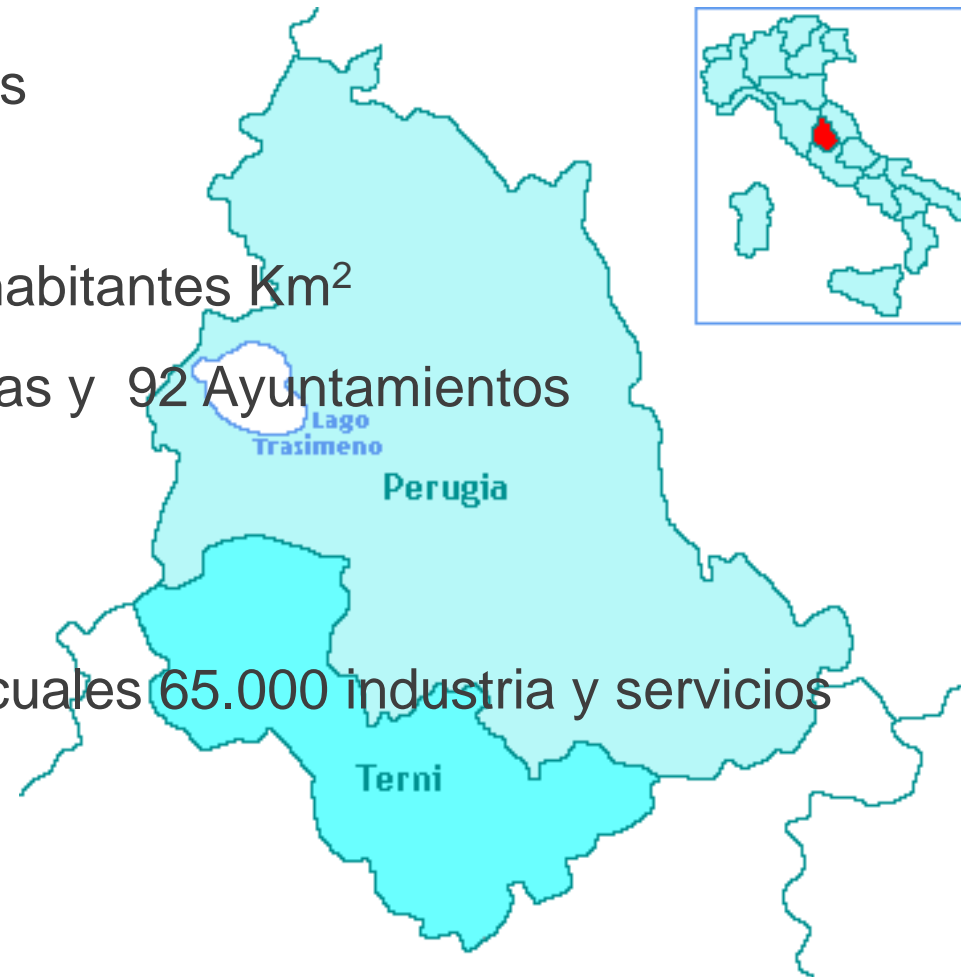 s
habitantes Km²
as y 92 Ayuntamientos
Lago
Trasimeno
Perugia
cuales 65.000 industria y servicios
Terni